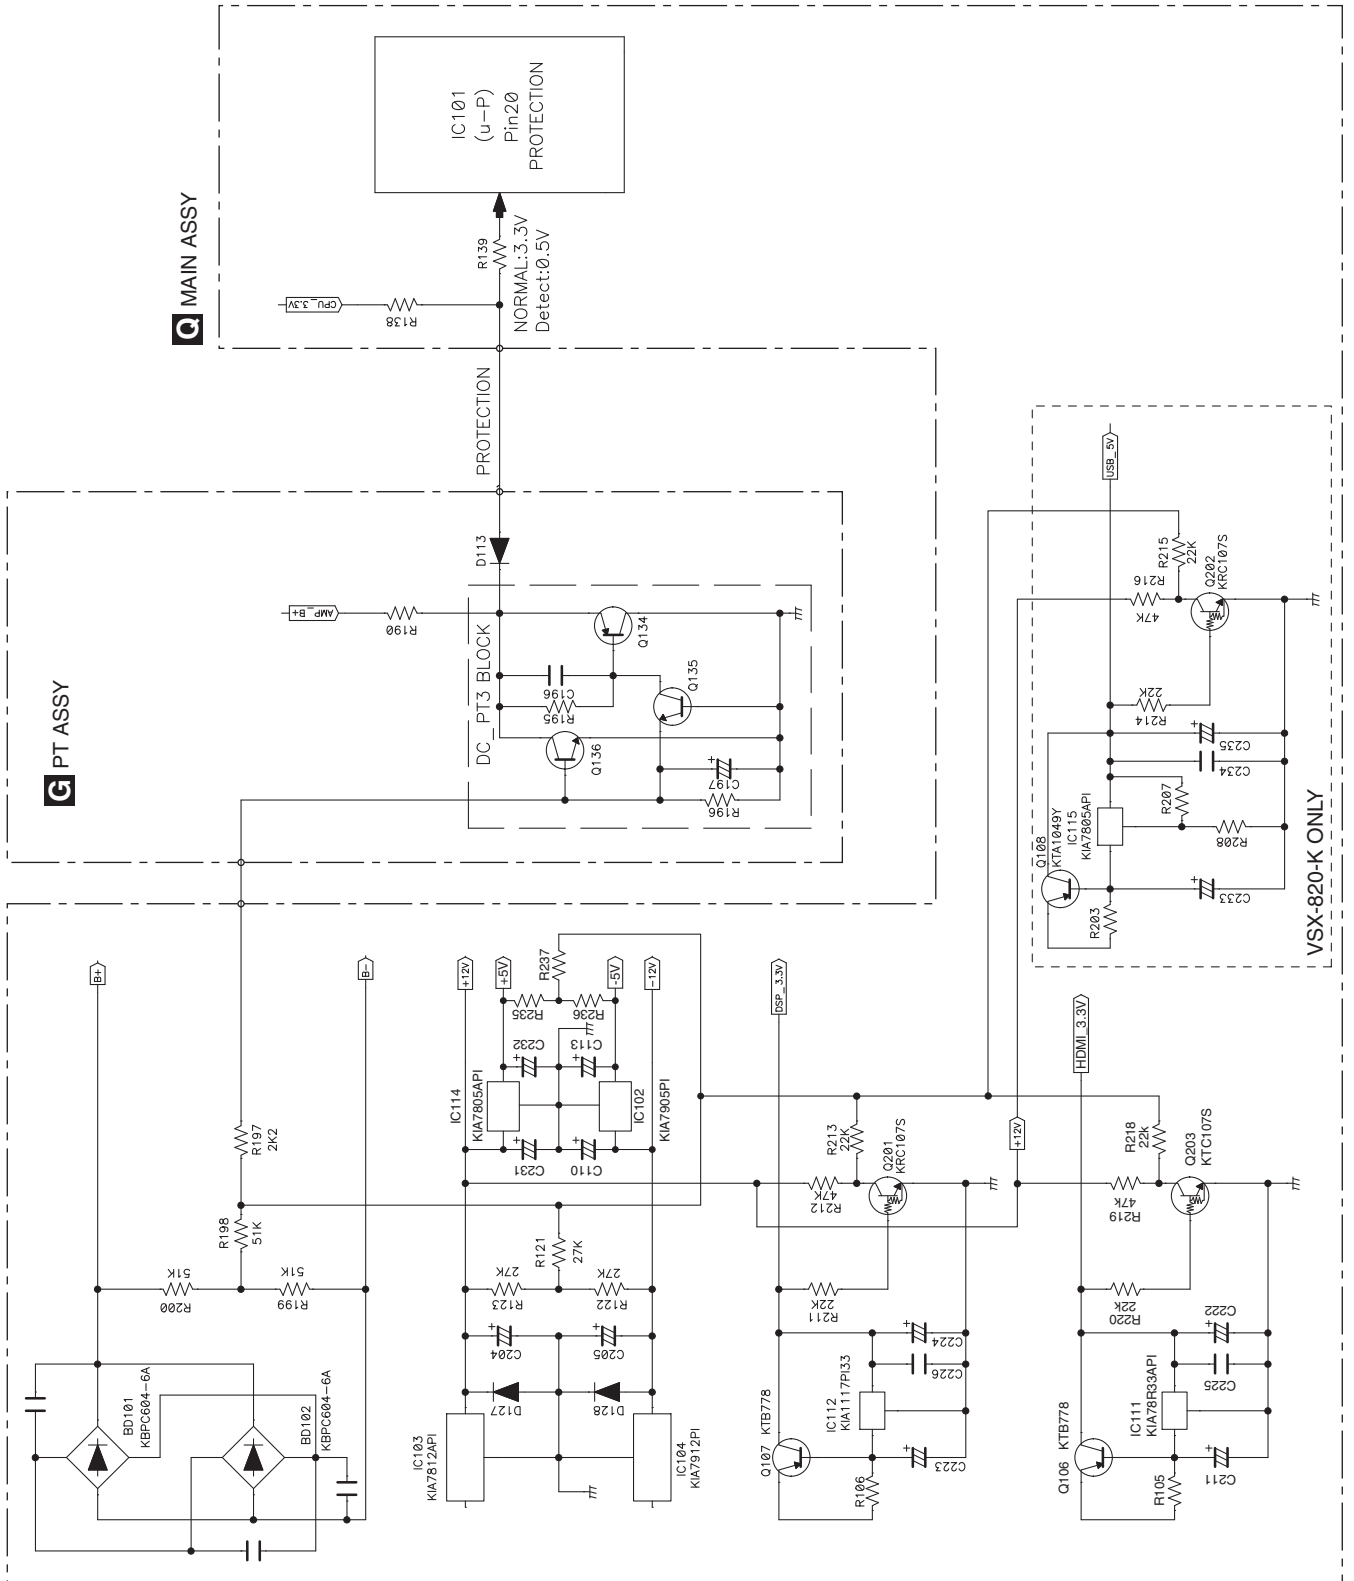 IC101
(u-P)
Pin20
PROTECTION
Q MAIN ASSY
R139
NORMAL:3.3V
Detect:0.5V
CPU_3.3V
R138
PROTECTION
G PT ASSY
D113
AMP_B+
R190
DC_PT3 BLOCK
Q134
C196
R195
Q135
Q136
C197
R196
+
USB_5V
R215
22K
R216
47K
Q202
KRC107S
22K
R214
C235
C234
R207
R208
Q108
KTA1049Y
IC115
KIA7805API
R203
C233
+
+
VSX-820-K ONLY
B+
B-
R197
2K2
R198
51K
51K
R200
51K
R199
BD101
KBPC604-6A
BD102
KBPC604-6A
+12V
+5V
-5V
-12V
R237
R235
R236
C232
C113
+
+
IC114
KIA7805API
IC102
KIA7905PI
C231
C110
+
+
R121
27K
27K
R123
27K
R122
C204
C205
+
+
D127
D128
IC103
KIA7812API
IC104
KIA7912PI
DSP_3.3V
R213
22K
47K
R212
Q201
KRC107S
22K
R211
C224
C226
+
IC112
KIA1117PI33
Q107
KTB778
R106
C223
+
HDMI_3.3V
+12V
R218
22k
47k
R219
Q203
KTC107S
22k
R220
C222
C225
+
IC111
KIA78R33API
Q106
KTB778
R105
C211
+